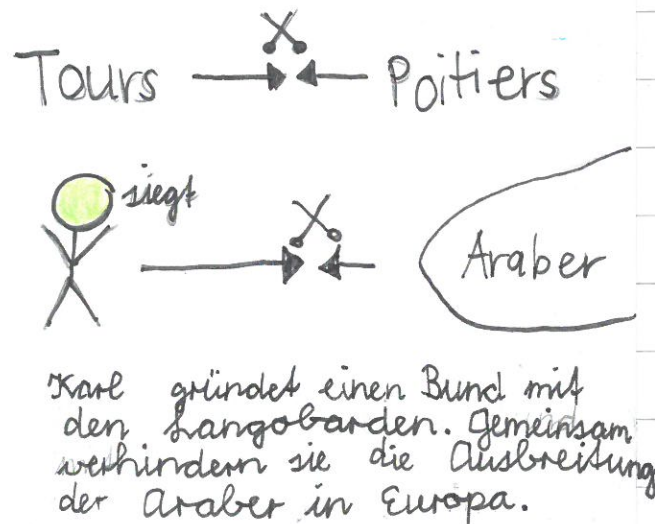 Tours Poitiers
siegt
Araber
Karl gründet einen Bund mit
den Langobarden. Gemeinsam
verhindern sie die Ausbreitung
der Araber in Europa.